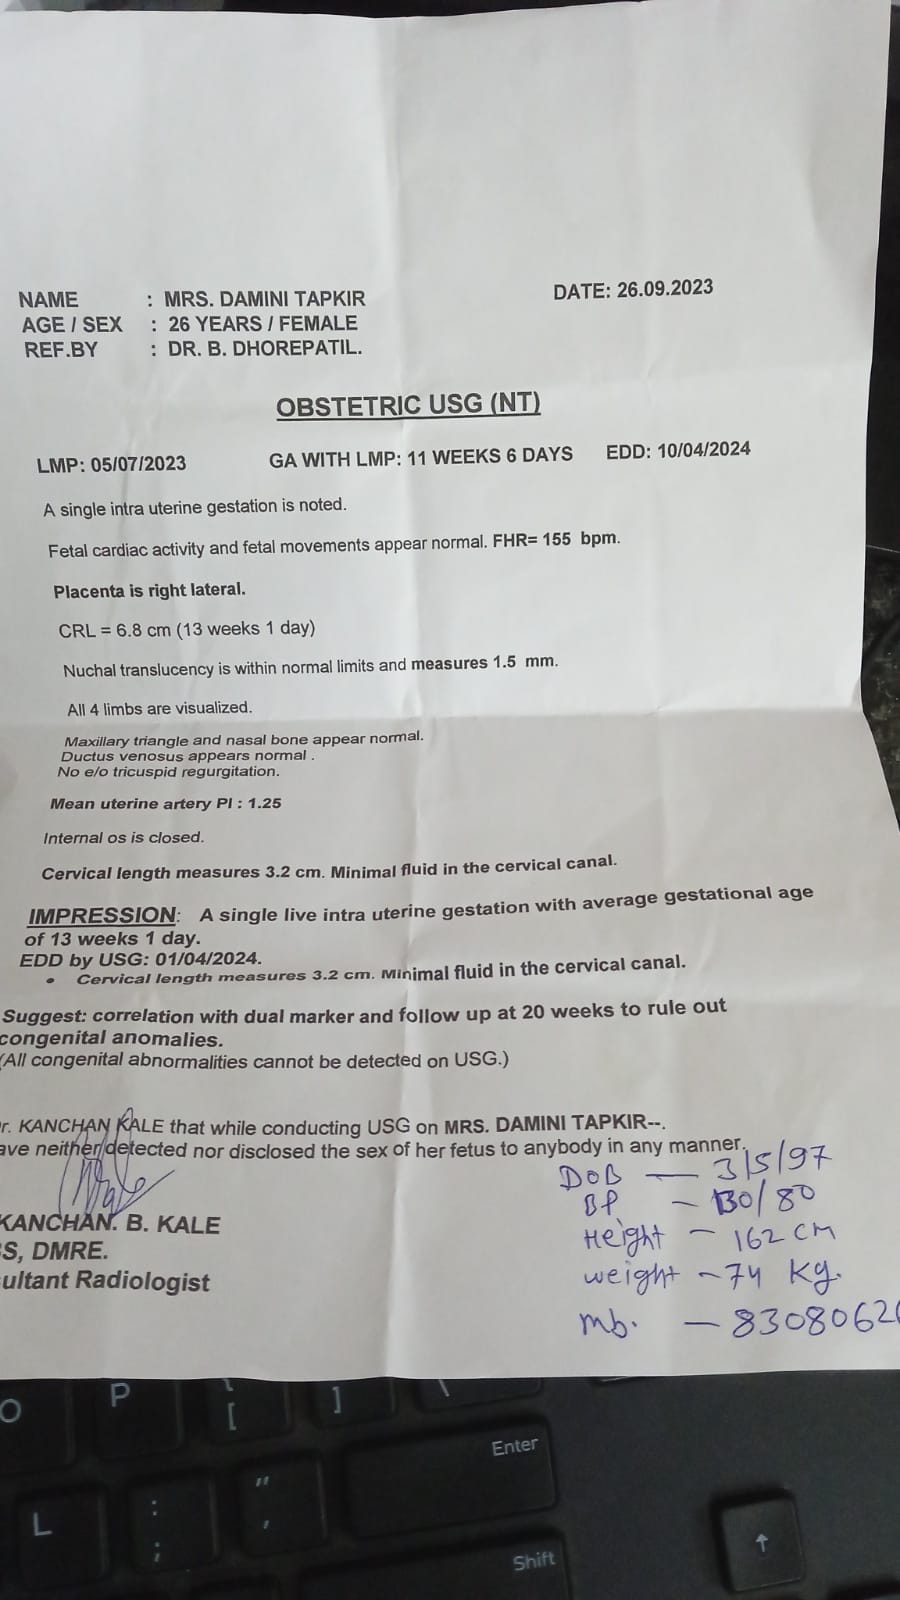 NAME : MRS. DAMINI TAPKIR
DATE: 26.09.2023
AGE / SEX : 26 YEARS / FEMALE
REF.BY : DR. B. DHOREPATIL.
OBSTETRIC USG (NT)
LMP: 05/07/2023 GA WITH LMP: 11 WEEKS 6 DAYS EDD: 10/04/2024
A single intra uterine gestation is noted.
Fetal cardiac activity and fetal movements appear normal. FHR= 155 bpm.
Placenta is right lateral.
CRL = 6.8 cm (13 weeks 1 day)
Nuchal translucency is within normal limits and measures 1.5 mm.
All 4 limbs are visualized.
Maxillary triangle and nasal bone appear normal.
Ductus venosus appears normal .
No e/o tricuspid regurgitation.
Mean uterine artery PI : 1.25
Internal os is closed.
Cervical length measures 3.2 cm. Minimal fluid in the cervical canal.
IMPRESSION: A single live intra uterine gestation with average gestational age
of 13 weeks 1 day.
EDD by USG: 01/04/2024.
• Cervical length measures 3.2 cm. Minimal fluid in the cervical canal.
Suggest: correlation with dual marker and follow up at 20 weeks to rule out
congenital anomalies.
(All congenital abnormalities cannot be detected on USG.)
r. KANCHAN KALE that while conducting USG on MRS. DAMINI TAPKIR--.
ave neither detected nor disclosed the sex of her fetus to anybody in any manner.
KANCHAN. B. KALE
S, DMRE.
ultant Radiologist
DOB — 3/5/97
BP - 130/80
Height - 162 cm
weight - 74 Kg.
mb. - 8308062
O P { [ ] \
Enter
L : ; " '
Shift
↑